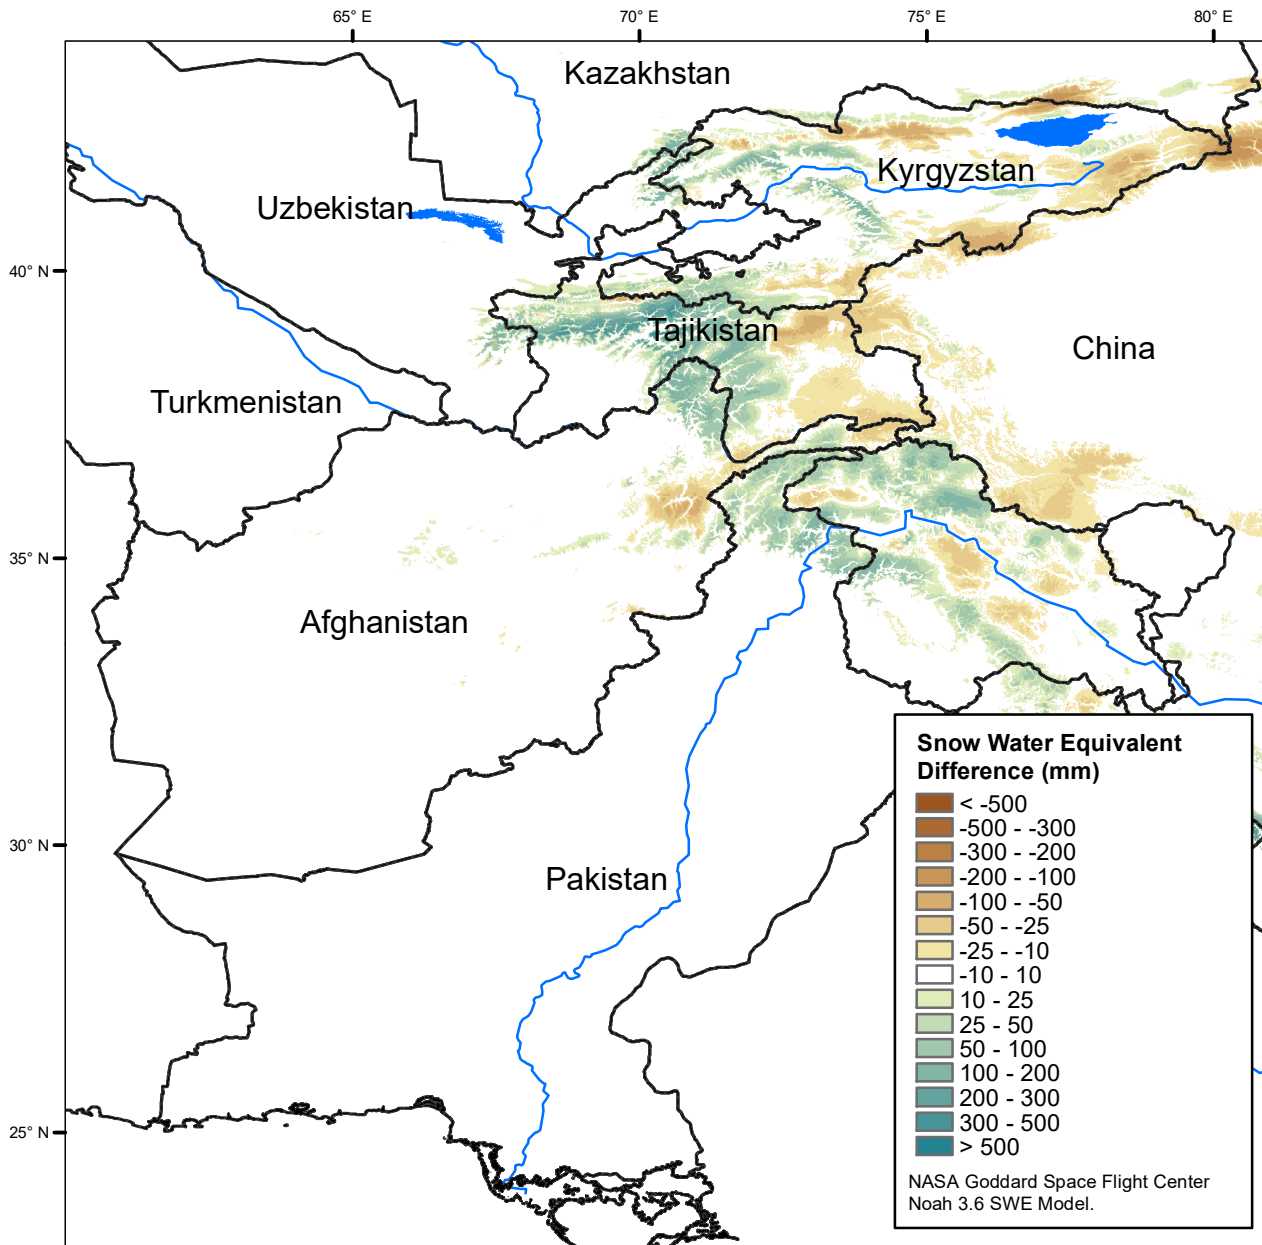 65° E
70° E
75° E
80° E
Kazakhstan
Kyrgyzstan
Uzbekistan
40° N
Tajikistan
China
Turkmenistan
35° N
Afghanistan
Snow Water Equivalent
Difference (mm)
< -500
-500 - -300
-300 - -200
-200 - -100
-100 - -50
-50 - -25
-25 - -10
-10 - 10
10 - 25
25 - 50
50 - 100
100 - 200
200 - 300
300 - 500
> 500
NASA Goddard Space Flight Center
Noah 3.6 SWE Model.
30° N
Pakistan
25° N